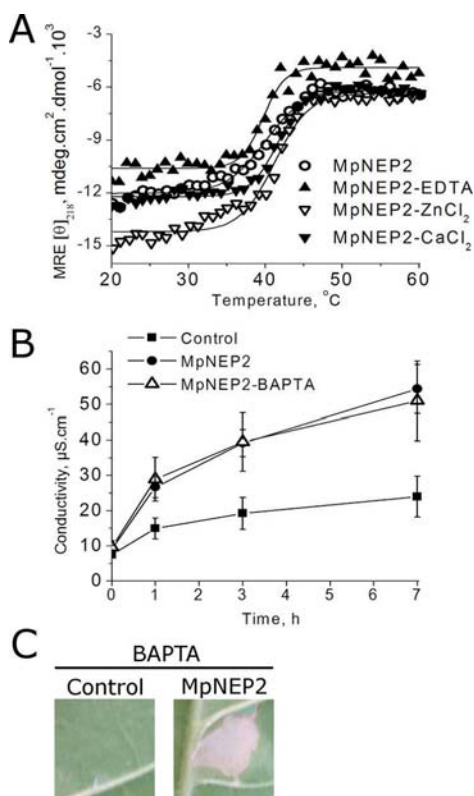 A
MRE [θ]218, mdeg.cm2.dmol-1.103
-6
-9
-12
-15
MpNEP2
MpNEP2-EDTA
MpNEP2-ZnCl2
MpNEP2-CaCl2
20 30 40 50 60
Temperature, °C
B
Control
MpNEP2
MpNEP2-BAPTA
Conductivity, µS.cm-1
60
50
40
30
20
10
0
0 1 2 3 4 5 6 7
Time, h
C
BAPTA
Control MpNEP2